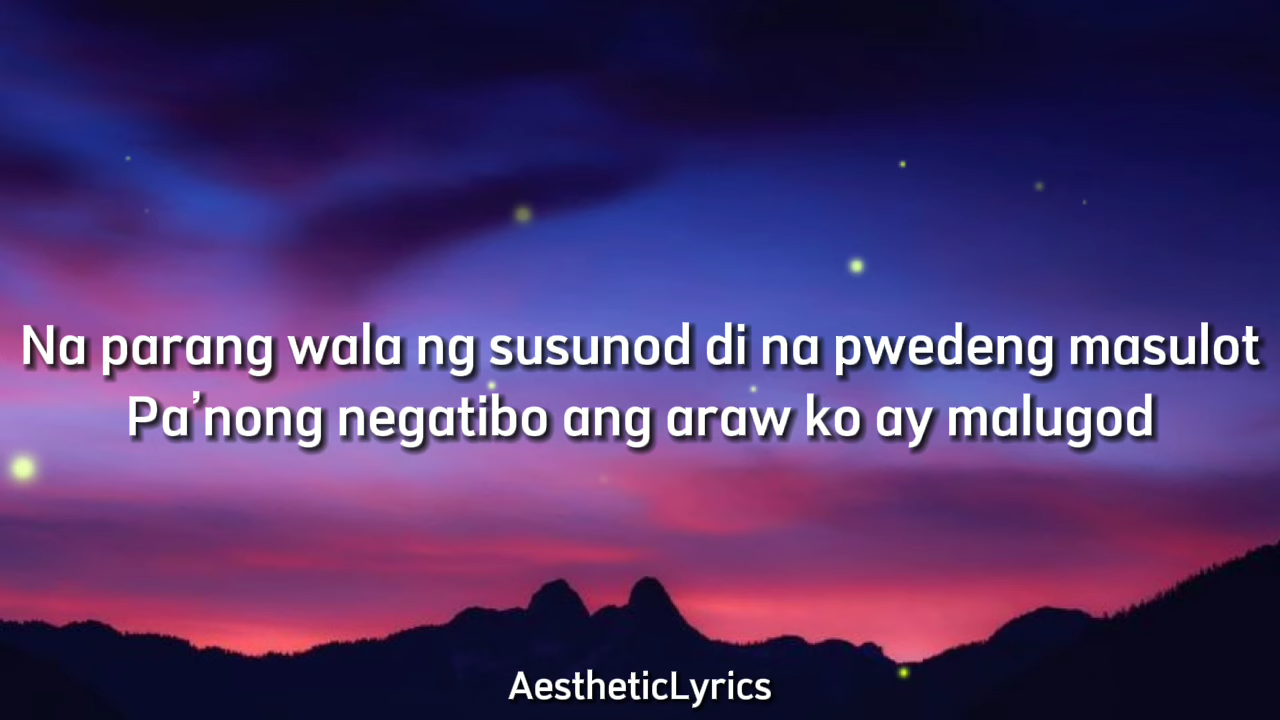 Na parang wala ng susunod di na pwedeng masulot
Pa'nong negatibo ang araw ko ay malugod
AestheticLyrics